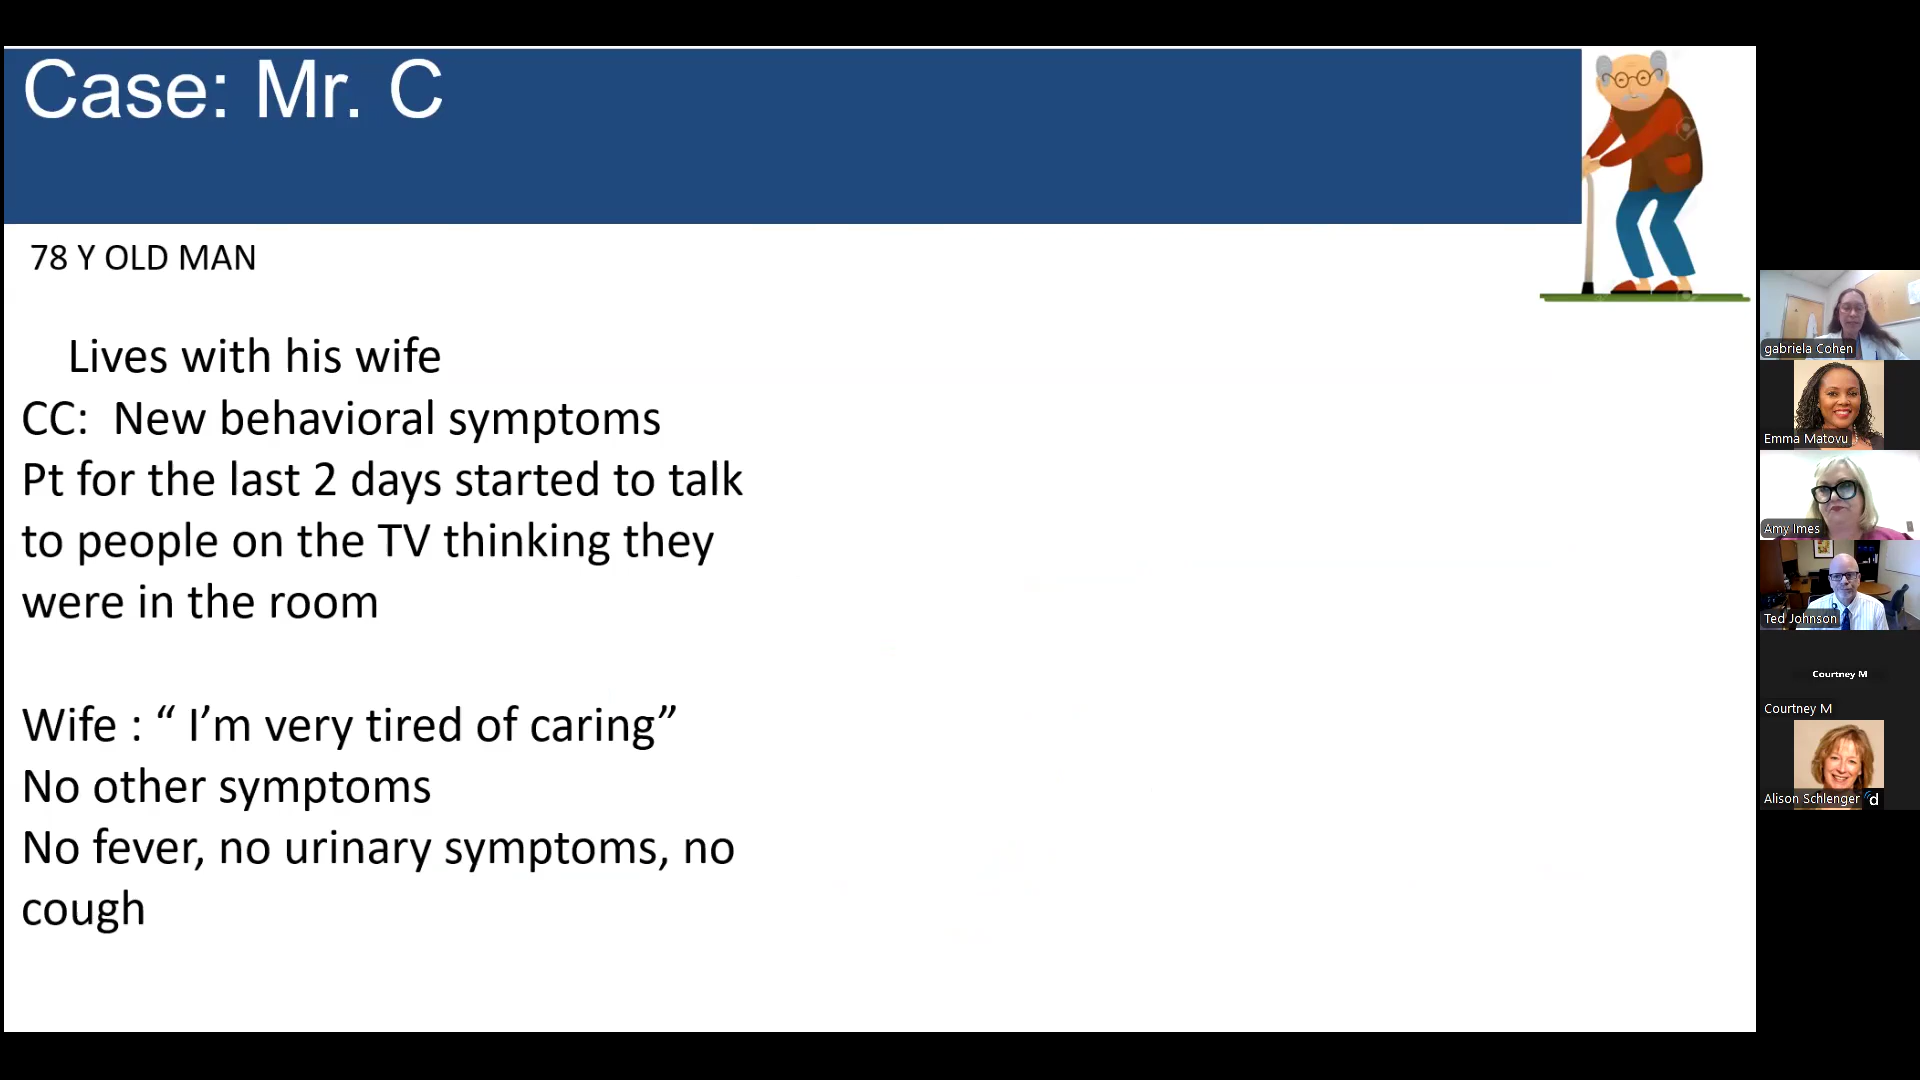 Case: Mr. C
78 Y OLD MAN
Lives with his wife
CC:  New behavioral symptoms
Pt for the last 2 days started to talk
to people on the TV thinking they
were in the room
Wife : “ I’m very tired of caring”
No other symptoms
No fever, no urinary symptoms, no
cough
gabriela Cohen
Emma Matovu
Amy Imes
Ted Johnson
Courtney M
Courtney M
Alison Schlenger
d